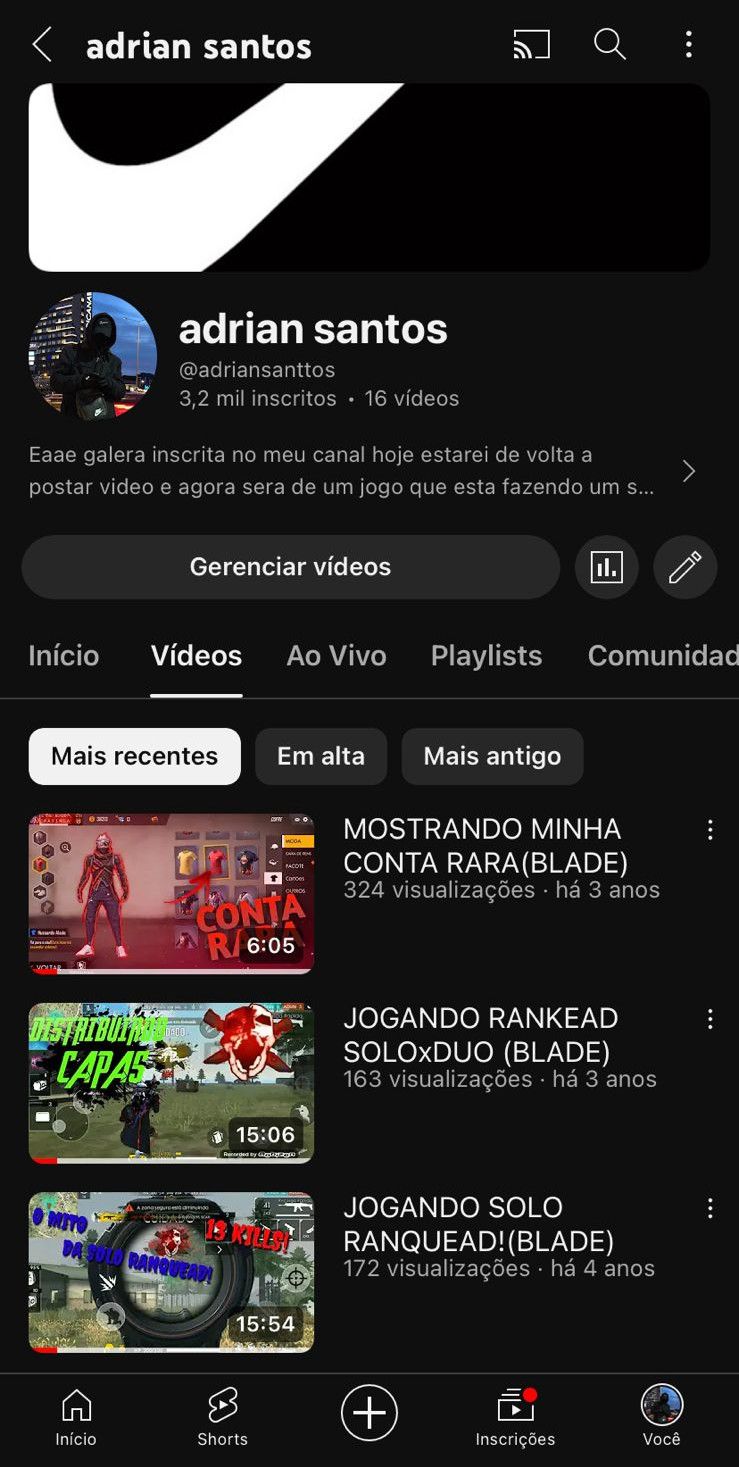 adrian santos
adrian santos
@adriansanttos
3,2 mil inscritos • 16 vídeos
Eaae galera inscrita no meu canal hoje estarei de volta a
postar video e agora sera de um jogo que esta fazendo um s...
Gerenciar vídeos
Início Vídeos Ao Vivo Playlists Comunidad
Mais recentes Em alta Mais antigo
MODA
PACOTE
OUTROS
CONTA
RARA
VOLTAR
6:05
MOSTRANDO MINHA
CONTA RARA(BLADE)
324 visualizações · há 3 anos
DISTRIBUINDO
CAPAS
15:06
JOGANDO RANKEAD
SOLOxDUO (BLADE)
163 visualizações · há 3 anos
O MITO
DA SOLO RANQUEAD!
13 KILLS!
15:54
JOGANDO SOLO
RANQUEAD!(BLADE)
172 visualizações · há 4 anos
Início Shorts Inscrições Você